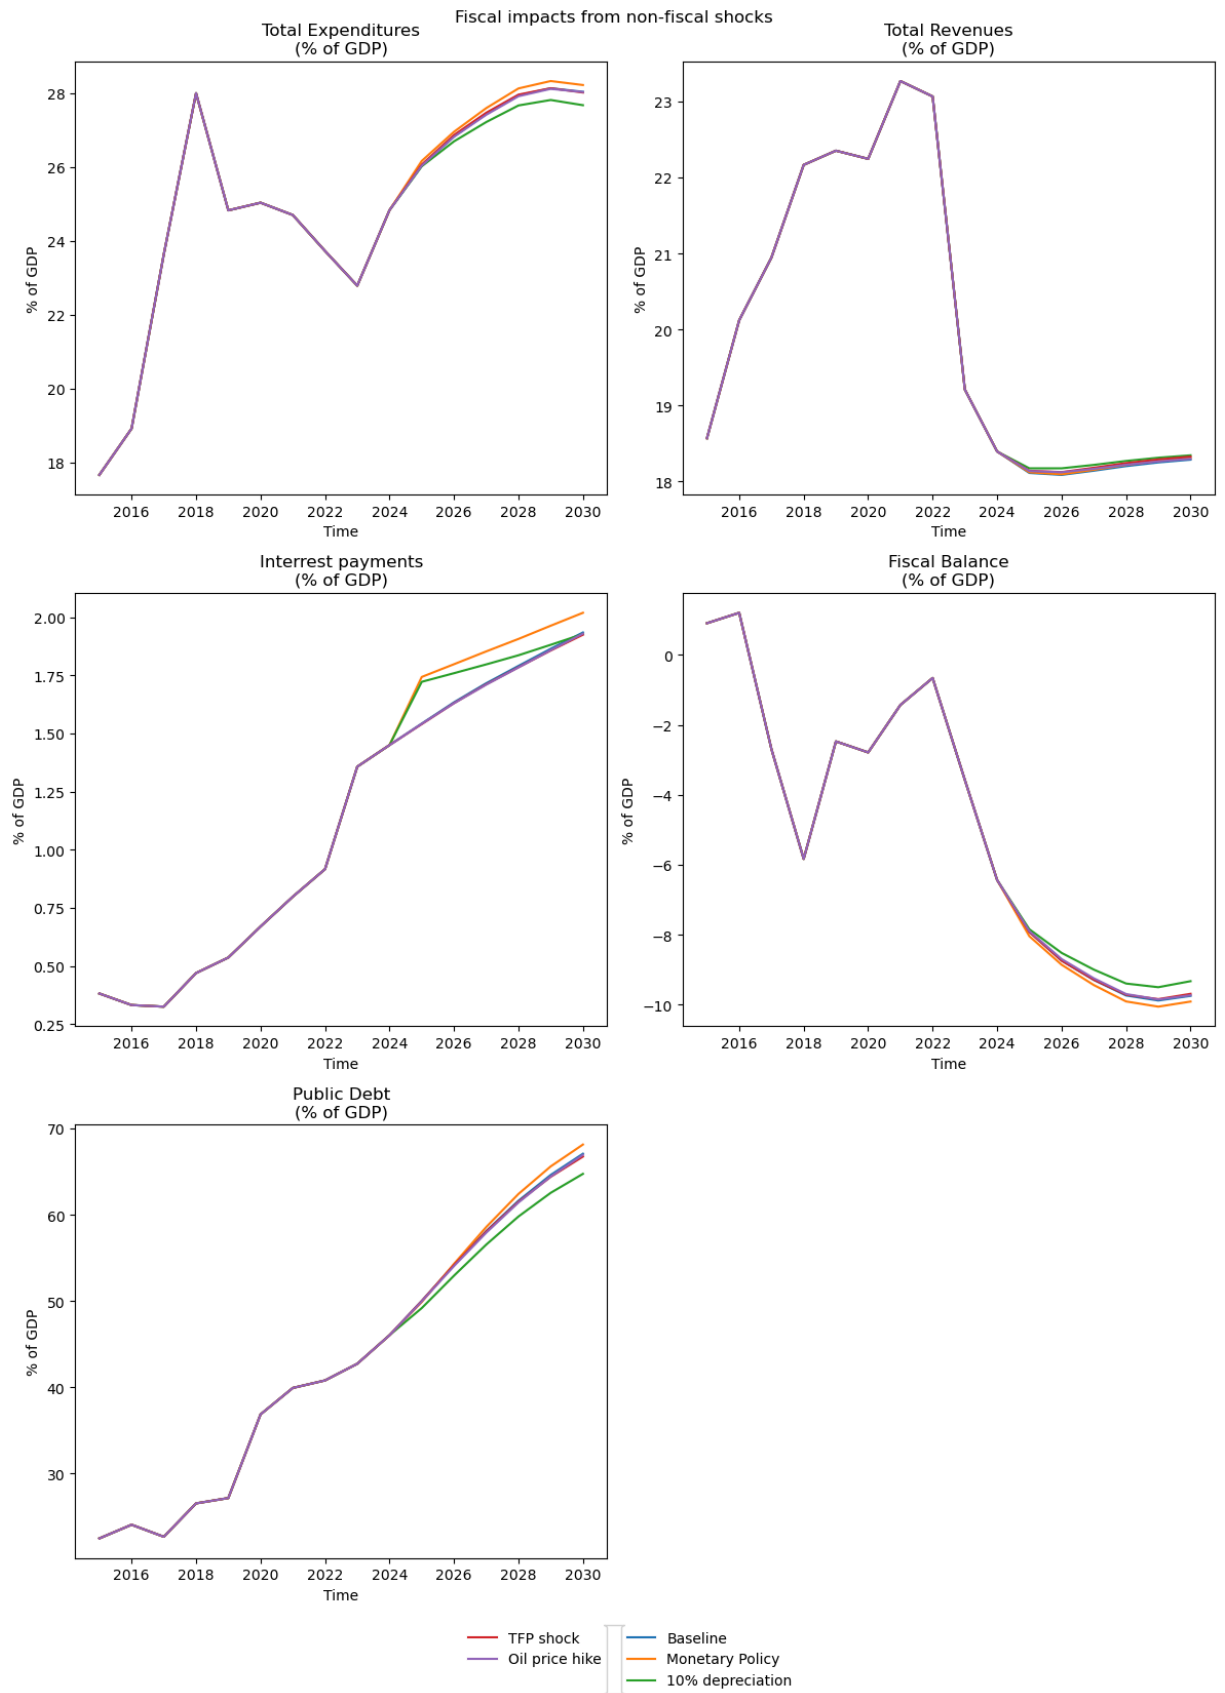 Fiscal impacts from non-fiscal shocks
Total Expenditures
(% of GDP)
% of GDP
28
26
24
22
20
18
2016 2018 2020 2022 2024 2026 2028 2030
Time
Total Revenues
(% of GDP)
% of GDP
23
22
21
20
19
18
2016 2018 2020 2022 2024 2026 2028 2030
Time
Interrest payments
(% of GDP)
% of GDP
2.00
1.75
1.50
1.25
1.00
0.75
0.50
0.25
2016 2018 2020 2022 2024 2026 2028 2030
Time
Fiscal Balance
(% of GDP)
% of GDP
0
−2
−4
−6
−8
−10
2016 2018 2020 2022 2024 2026 2028 2030
Time
Public Debt
(% of GDP)
% of GDP
70
60
50
40
30
2016 2018 2020 2022 2024 2026 2028 2030
Time
TFP shock
Oil price hike
Baseline
Monetary Policy
10% depreciation